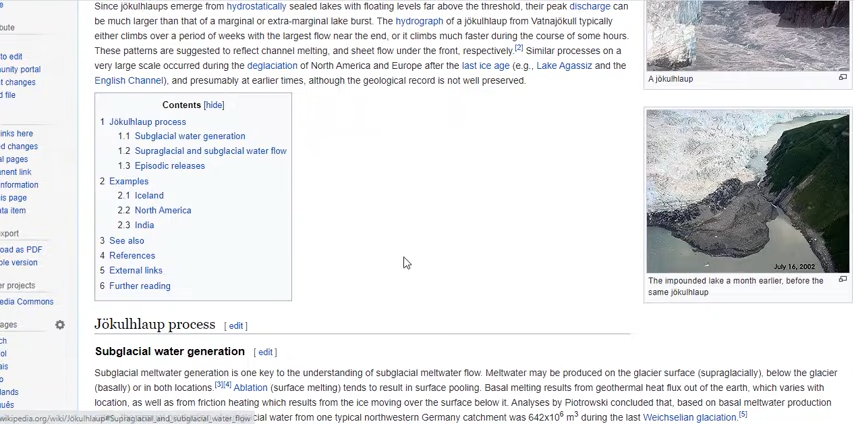 Since jökulhlaups emerge from hydrostatically sealed lakes with floating levels far above the threshold, their peak discharge can
be much larger than that of a marginal or extra-marginal lake burst. The hydrograph of a jökulhlaup from Vatnajökull typically
either climbs over a period of weeks with the largest flow near the end, or it climbs much faster during the course of some hours.
These patterns are suggested to reflect channel melting, and sheet flow under the front, respectively.[2] Similar processes on a
very large scale occurred during the deglaciation of North America and Europe after the last ice age (e.g., Lake Agassiz and the
English Channel), and presumably at earlier times, although the geological record is not well preserved.
Contents [hide]
1 Jökulhlaup process
1.1 Subglacial water generation
1.2 Supraglacial and subglacial water flow
1.3 Episodic releases
2 Examples
2.1 Iceland
2.2 North America
2.3 India
3 See also
4 References
5 External links
6 Further reading
Jökulhlaup process [ edit ]
Subglacial water generation [ edit ]
Subglacial meltwater generation is one key to the understanding of subglacial meltwater flow. Meltwater may be produced on the glacier surface (supraglacially), below the glacier
(basally) or in both locations.[3][4] Ablation (surface melting) tends to result in surface pooling. Basal melting results from geothermal heat flux out of the earth, which varies with
location, as well as from friction heating which results from the ice moving over the surface below it. Analyses by Piotrowski concluded that, based on basal meltwater production
cial water from one typical northwestern Germany catchment was 642x10⁶ m³ during the last Weichselian glaciation.[5]
A jökulhlaup
July 16, 2002
The impounded lake a month earlier, before the
same jökulhlaup
bute
to edit
unity portal
t changes
d file
inks here
ed changes
al pages
nent link
nformation
is page
ata item
xport
oad as PDF
ble version
er projects
edia Commons
ages
ch
ol
ais
o
lands
guês
wikipedia.org/wiki/Jökulhlaup#Supraglacial_and_subglacial_water_flow